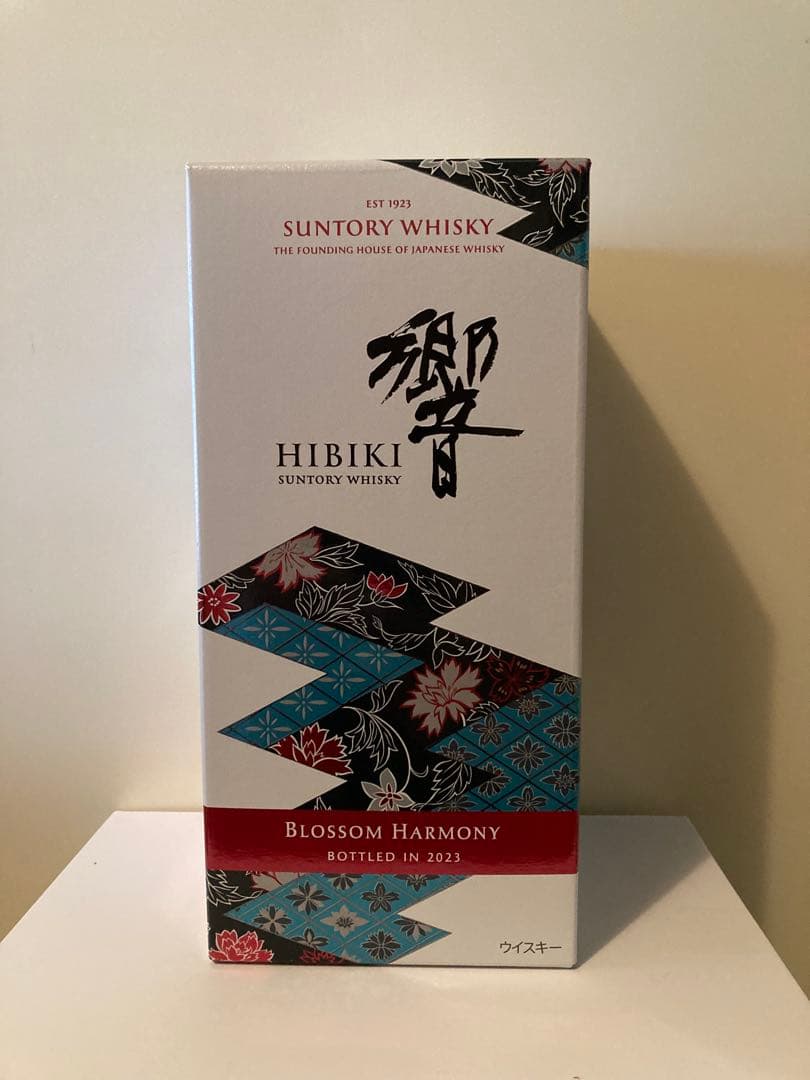 EST 1923
SUNTORY WHISKY
THE FOUNDING HOUSE OF JAPANESE WHISKY
響
HIBIKI
SUNTORY WHISKY
BLOSSOM HARMONY
BOTTLED IN 2023
ウイスキー